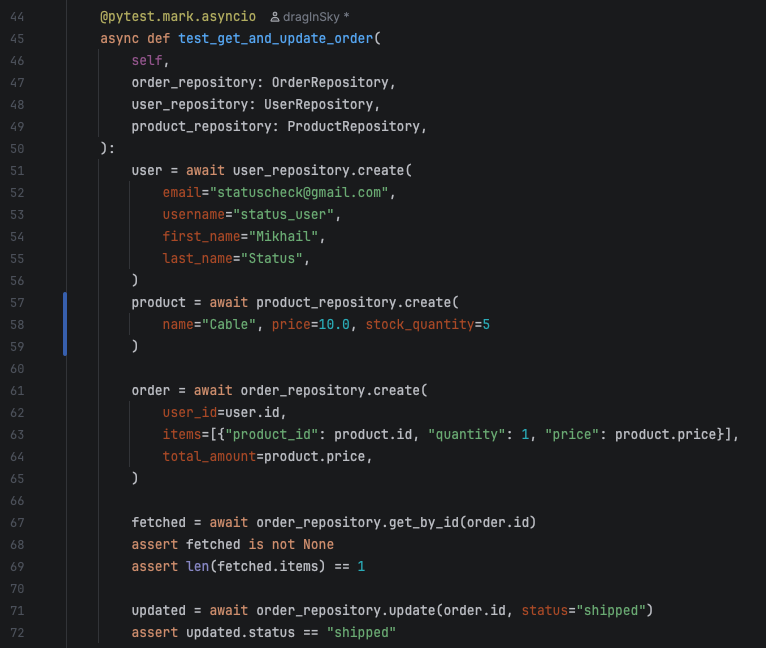 44 @pytest.mark.asyncio dragInSky *
45 async def test_get_and_update_order(
46 self,
47 order_repository: OrderRepository,
48 user_repository: UserRepository,
49 product_repository: ProductRepository,
50 ):
51 user = await user_repository.create(
52 email="statuscheck@gmail.com",
53 username="status_user",
54 first_name="Mikhail",
55 last_name="Status",
56 )
57 product = await product_repository.create(
58 name="Cable", price=10.0, stock_quantity=5
59 )
60
61 order = await order_repository.create(
62 user_id=user.id,
63 items=[{"product_id": product.id, "quantity": 1, "price": product.price}],
64 total_amount=product.price,
65 )
66
67 fetched = await order_repository.get_by_id(order.id)
68 assert fetched is not None
69 assert len(fetched.items) == 1
70
71 updated = await order_repository.update(order.id, status="shipped")
72 assert updated.status == "shipped"